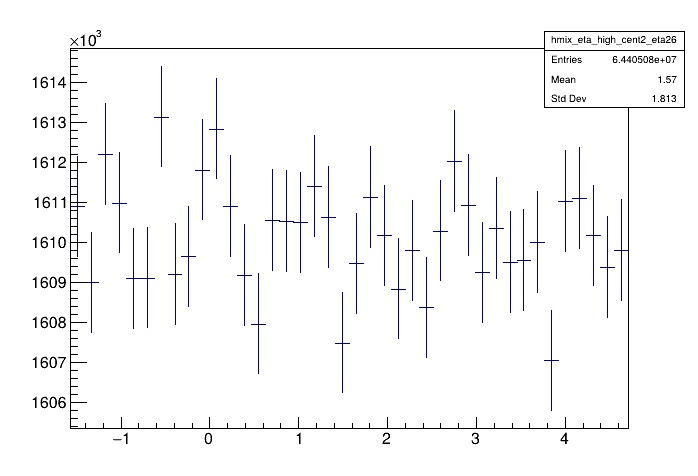 ×10³
hmix_eta_high_cent2_eta26
Entries 6.440508e+07
Mean 1.57
Std Dev 1.813
1614
1613
1612
1611
1610
1609
1608
1607
1606
−1 0 1 2 3 4